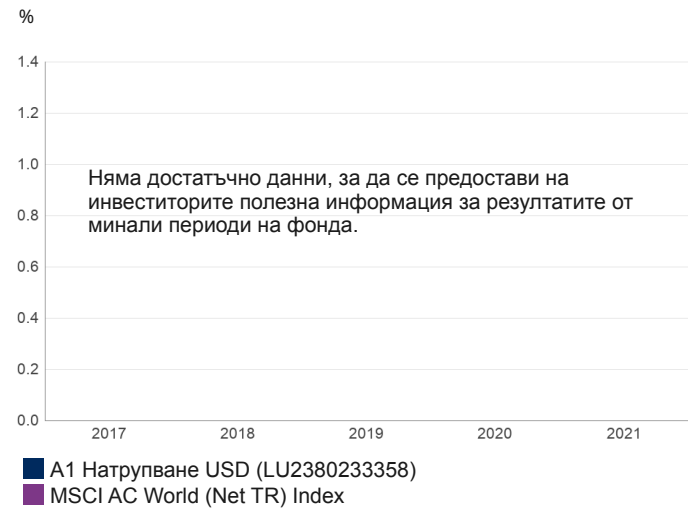 %
1.4
1.2
1.0
Няма достатъчно данни, за да се предостави на
инвеститорите полезна информация за резултатите от
0.8
минали периоди на фонда.
0.6
0.4
0.2
0.0
2017 2018 2019 2020 2021
A1 Натрупване USD (LU2380233358)
MSCI AC World (Net TR) Index